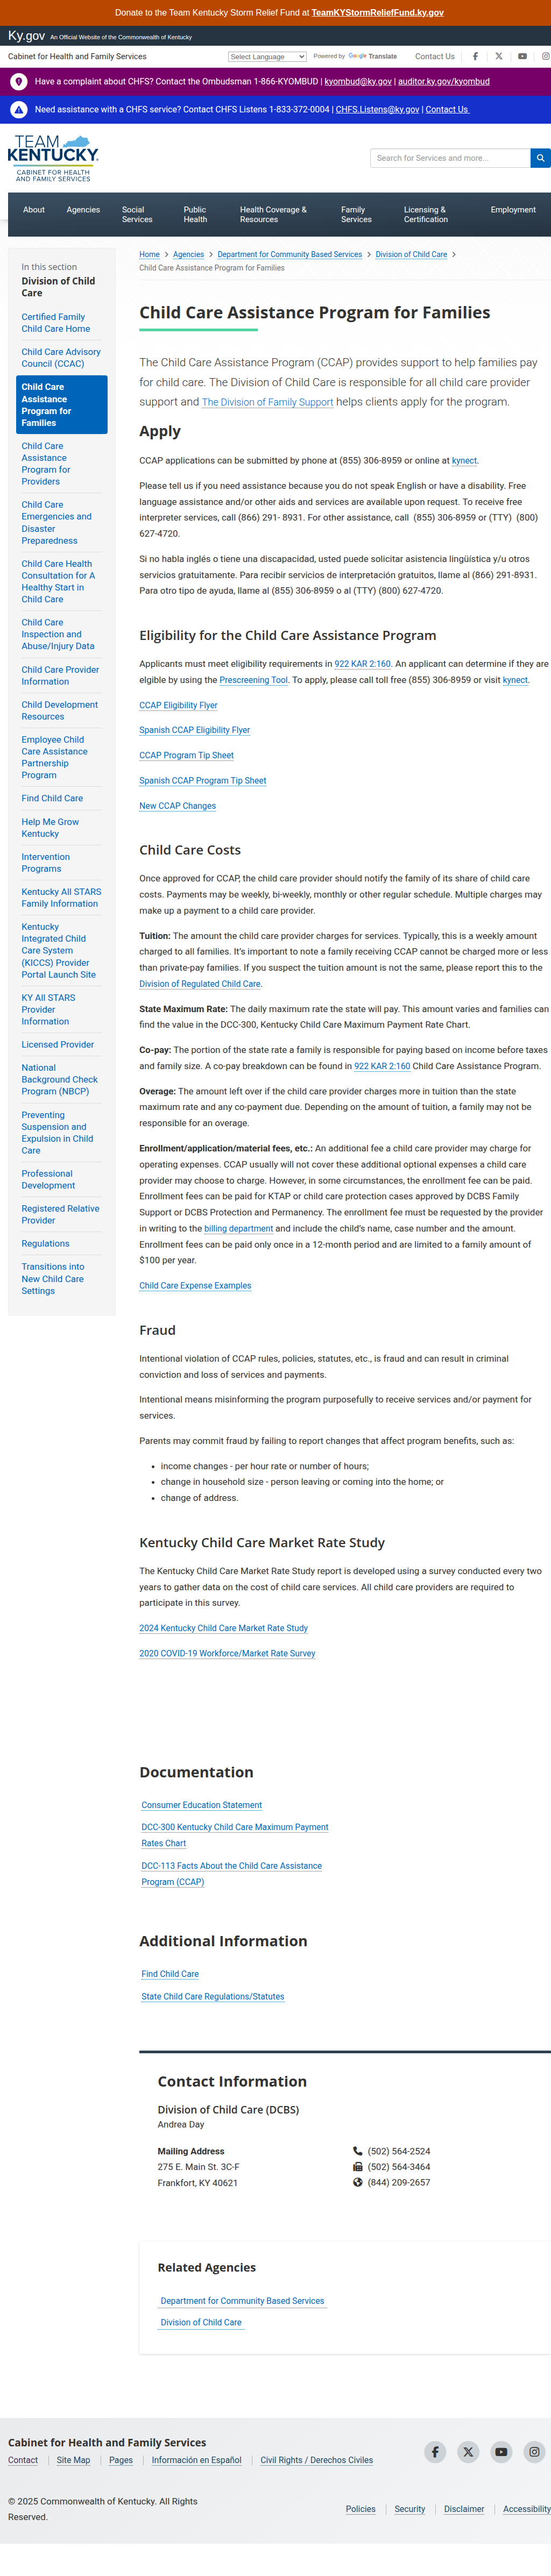 Donate to the Team Kentucky Storm Relief Fund at TeamKYStormReliefFund.ky.gov
Ky.gov An Official Website of the Commonwealth of Kentucky
Cabinet for Health and Family Services
Select Language
Powered by Google Translate
Contact Us
Have a complaint about CHFS? Contact the Ombudsman 1-866-KYOMBUD | kyombud@ky.gov | auditor.ky.gov/kyombud
Need assistance with a CHFS service? Contact CHFS Listens 1-833-372-0004 | CHFS.Listens@ky.gov | Contact Us
TEAM
KENTUCKY
CABINET FOR HEALTH
AND FAMILY SERVICES
Search for Services and more...
About
Agencies
Social
Services
Public
Health
Health Coverage &
Resources
Family
Services
Licensing &
Certification
Employment
In this section
Division of Child
Care
Certified Family
Child Care Home
Child Care Advisory
Council (CCAC)
Child Care
Assistance
Program for
Families
Child Care
Assistance
Program for
Providers
Child Care
Emergencies and
Disaster
Preparedness
Child Care Health
Consultation for A
Healthy Start in
Child Care
Child Care
Inspection and
Abuse/Injury Data
Child Care Provider
Information
Child Development
Resources
Employee Child
Care Assistance
Partnership
Program
Find Child Care
Help Me Grow
Kentucky
Intervention
Programs
Kentucky All STARS
Family Information
Kentucky
Integrated Child
Care System
(KICCS) Provider
Portal Launch Site
KY All STARS
Provider
Information
Licensed Provider
National
Background Check
Program (NBCP)
Preventing
Suspension and
Expulsion in Child
Care
Professional
Development
Registered Relative
Provider
Regulations
Transitions into
New Child Care
Settings
Home > Agencies > Department for Community Based Services > Division of Child Care >
Child Care Assistance Program for Families
Child Care Assistance Program for Families
The Child Care Assistance Program (CCAP) provides support to help families pay
for child care. The Division of Child Care is responsible for all child care provider
support and The Division of Family Support helps clients apply for the program.
Apply
CCAP applications can be submitted by phone at (855) 306-8959 or online at kynect.
Please tell us if you need assistance because you do not speak English or have a disability. Free
language assistance and/or other aids and services are available upon request. To receive free
interpreter services, call (866) 291- 8931. For other assistance, call (855) 306-8959 or (TTY) (800)
627-4720.
Si no habla inglés o tiene una discapacidad, usted puede solicitar asistencia lingüística y/u otros
servicios gratuitamente. Para recibir servicios de interpretación gratuitos, llame al (866) 291-8931.
Para otro tipo de ayuda, llame al (855) 306-8959 o al (TTY) (800) 627-4720.
Eligibility for the Child Care Assistance Program
Applicants must meet eligibility requirements in 922 KAR 2:160. An applicant can determine if they are
eligible by using the Prescreening Tool. To apply, please call toll free (855) 306-8959 or visit kynect.
CCAP Eligibility Flyer
Spanish CCAP Eligibility Flyer
CCAP Program Tip Sheet
Spanish CCAP Program Tip Sheet
New CCAP Changes
Child Care Costs
Once approved for CCAP, the child care provider should notify the family of its share of child care
costs. Payments may be weekly, bi-weekly, monthly or other regular schedule. Multiple charges may
make up a payment to a child care provider.
Tuition: The amount the child care provider charges for services. Typically, this is a weekly amount
charged to all families. It's important to note a family receiving CCAP cannot be charged more or less
than private-pay families. If you suspect the tuition amount is not the same, please report this to the
Division of Regulated Child Care.
State Maximum Rate: The daily maximum rate the state will pay. This amount varies and families can
find the value in the DCC-300, Kentucky Child Care Maximum Payment Rate Chart.
Co-pay: The portion of the state rate a family is responsible for paying based on income before taxes
and family size. A co-pay breakdown can be found in 922 KAR 2:160 Child Care Assistance Program.
Overage: The amount left over if the child care provider charges more in tuition than the state
maximum rate and any co-payment due. Depending on the amount of tuition, a family may not be
responsible for an overage.
Enrollment/application/material fees, etc.: An additional fee a child care provider may charge for
operating expenses. CCAP usually will not cover these additional optional expenses a child care
provider may choose to charge. However, in some circumstances, the enrollment fee can be paid.
Enrollment fees can be paid for KTAP or child care protection cases approved by DCBS Family
Support or DCBS Protection and Permanency. The enrollment fee must be requested by the provider
in writing to the billing department and include the child's name, case number and the amount.
Enrollment fees can be paid only once in a 12-month period and are limited to a family amount of
$100 per year.
Child Care Expense Examples
Fraud
Intentional violation of CCAP rules, policies, statutes, etc., is fraud and can result in criminal
conviction and loss of services and payments.
Intentional means misinforming the program purposefully to receive services and/or payment for
services.
Parents may commit fraud by failing to report changes that affect program benefits, such as:
• income changes - per hour rate or number of hours;
• change in household size - person leaving or coming into the home; or
• change of address.
Kentucky Child Care Market Rate Study
The Kentucky Child Care Market Rate Study report is developed using a survey conducted every two
years to gather data on the cost of child care services. All child care providers are required to
participate in this survey.
2024 Kentucky Child Care Market Rate Study
2020 COVID-19 Workforce/Market Rate Survey
Documentation
Consumer Education Statement
DCC-300 Kentucky Child Care Maximum Payment
Rates Chart
DCC-113 Facts About the Child Care Assistance
Program (CCAP)
Additional Information
Find Child Care
State Child Care Regulations/Statutes
Contact Information
Division of Child Care (DCBS)
Andrea Day
Mailing Address
275 E. Main St. 3C-F
Frankfort, KY 40621
(502) 564-2524
(502) 564-3464
(844) 209-2657
Related Agencies
Department for Community Based Services
Division of Child Care
Cabinet for Health and Family Services
Contact
Site Map
Pages
Información en Español
Civil Rights / Derechos Civiles
© 2025 Commonwealth of Kentucky. All Rights
Reserved.
Policies
Security
Disclaimer
Accessibility